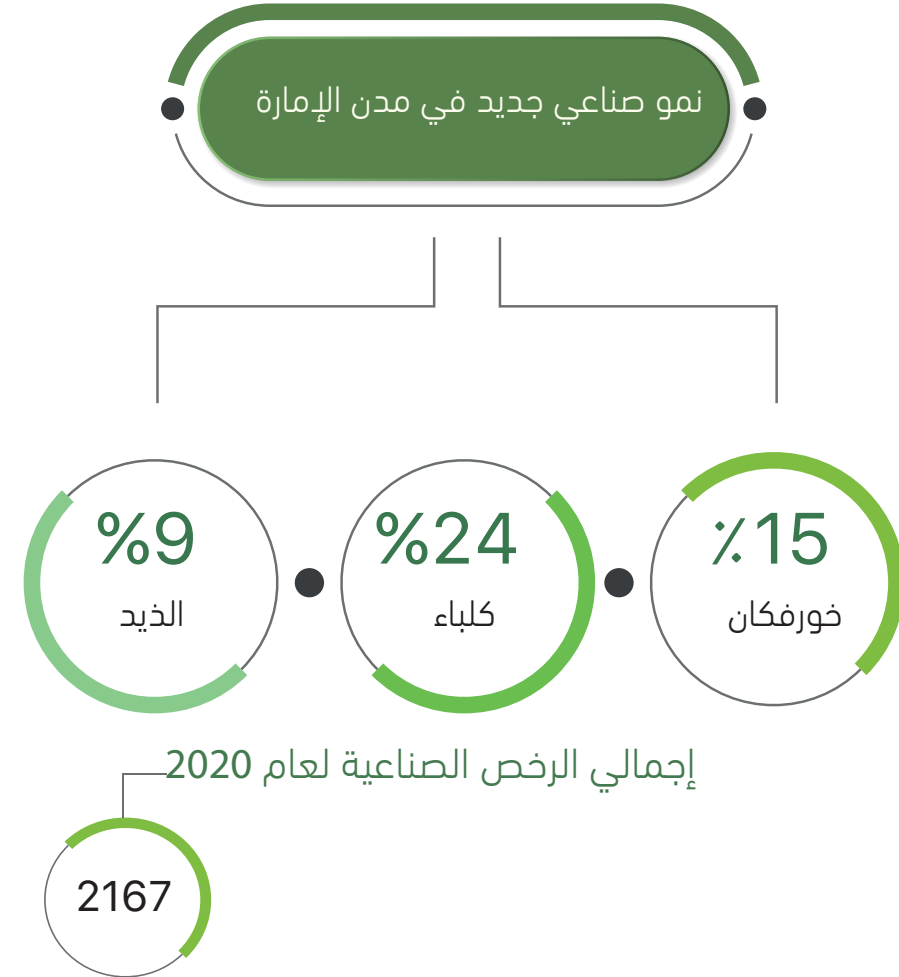 نمو صناعي جديد في مدن الإمارة
٪15
خورفكان
%24
كلباء
%9
الذيد
إجمالي الرخص الصناعية لعام 2020
2167